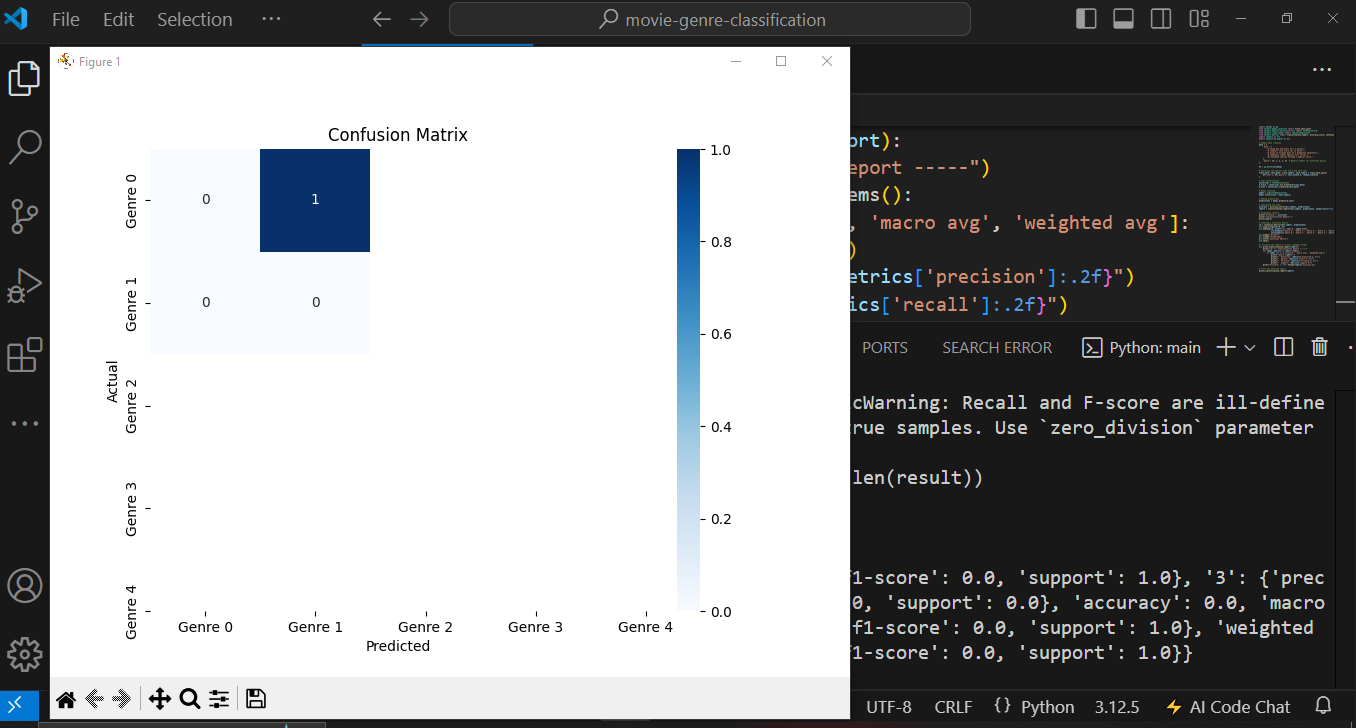 File Edit Selection ··· movie-genre-classification
Figure 1
Confusion Matrix
Genre 0
Genre 1
Genre 2
Genre 3
Genre 4
Actual
0 1
0 0
1.0
0.8
0.6
0.4
0.2
0.0
Genre 0 Genre 1 Genre 2 Genre 3 Genre 4
Predicted
ort):
eport -----")
ems():
, 'macro avg', 'weighted avg']:
)
etrics['precision']:.2f}")
ics['recall']:.2f}")
PORTS SEARCH ERROR Python: main
icWarning: Recall and F-score are ill-define
true samples. Use `zero_division` parameter
len(result))
f1-score': 0.0, 'support': 1.0}, '3': {'prec
0, 'support': 0.0}, 'accuracy': 0.0, 'macro
f1-score': 0.0, 'support': 1.0}, 'weighted
f1-score': 0.0, 'support': 1.0}}
UTF-8 CRLF {} Python 3.12.5 AI Code Chat